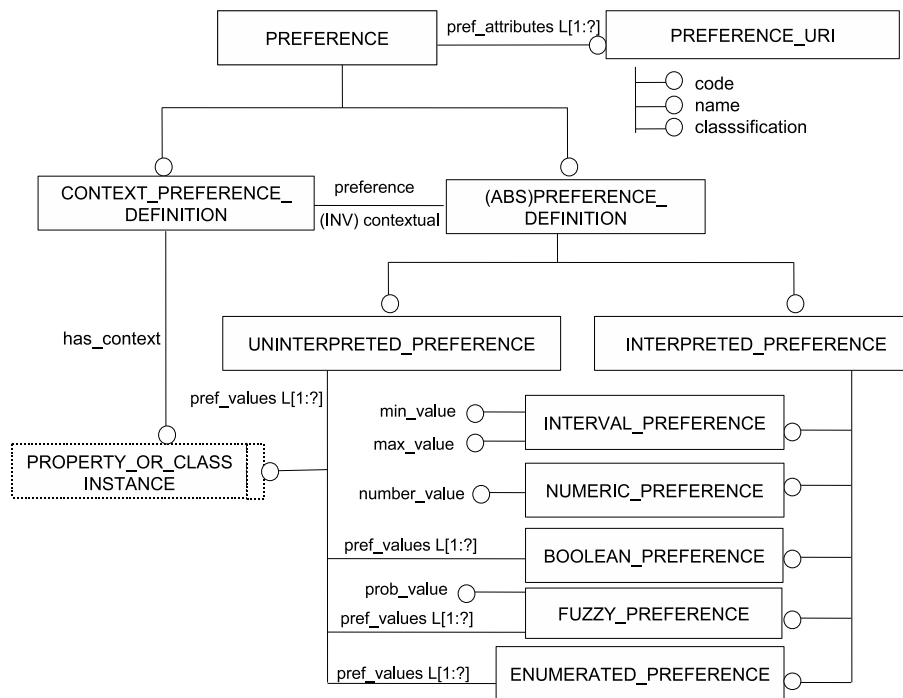 PREFERENCE
pref_attributes L[1:?]
PREFERENCE_URI
code
name
classsification
CONTEXT_PREFERENCE_
DEFINITION
preference
(INV) contextual
(ABS)PREFERENCE_
DEFINITION
has_context
UNINTERPRETED_PREFERENCE
INTERPRETED_PREFERENCE
pref_values L[1:?]
PROPERTY_OR_CLASS
INSTANCE
min_value
max_value
INTERVAL_PREFERENCE
number_value
NUMERIC_PREFERENCE
pref_values L[1:?]
BOOLEAN_PREFERENCE
prob_value
pref_values L[1:?]
FUZZY_PREFERENCE
pref_values L[1:?]
ENUMERATED_PREFERENCE